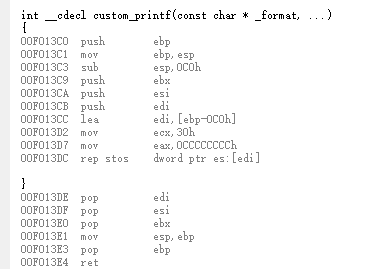 int __cdecl custom_printf(const char * _format, ...)
{
00F013C0 push ebp
00F013C1 mov ebp,esp
00F013C3 sub esp,0C0h
00F013C9 push ebx
00F013CA push esi
00F013CB push edi
00F013CC lea edi,[ebp-0C0h]
00F013D2 mov ecx,30h
00F013D7 mov eax,0CCCCCCCCh
00F013DC rep stos dword ptr es:[edi]
}
00F013DE pop edi
00F013DF pop esi
00F013E0 pop ebx
00F013E1 mov esp,ebp
00F013E3 pop ebp
00F013E4 ret